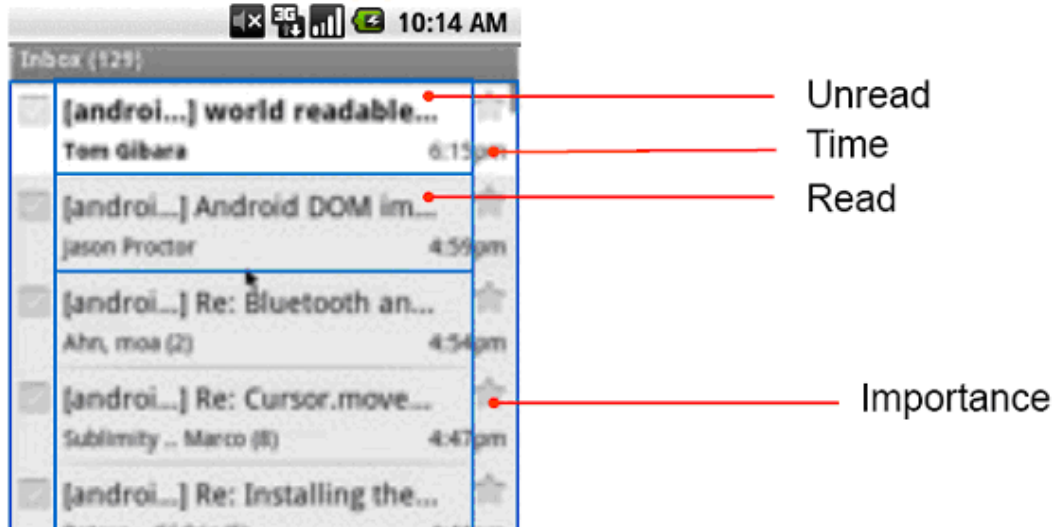 3G 10:14 AM
Inbox (129)
[androi...] world readable...
Tom Gibara 6:15pm
[androi...] Android DOM im...
Jason Proctor 4:59pm
[androi...] Re: Bluetooth an...
Ahn, moa (2) 4:54pm
[androi...] Re: Cursor.move...
Sublimity .. Marco (8) 4:47pm
[androi...] Re: Installing the...
Unread
Time
Read
Importance